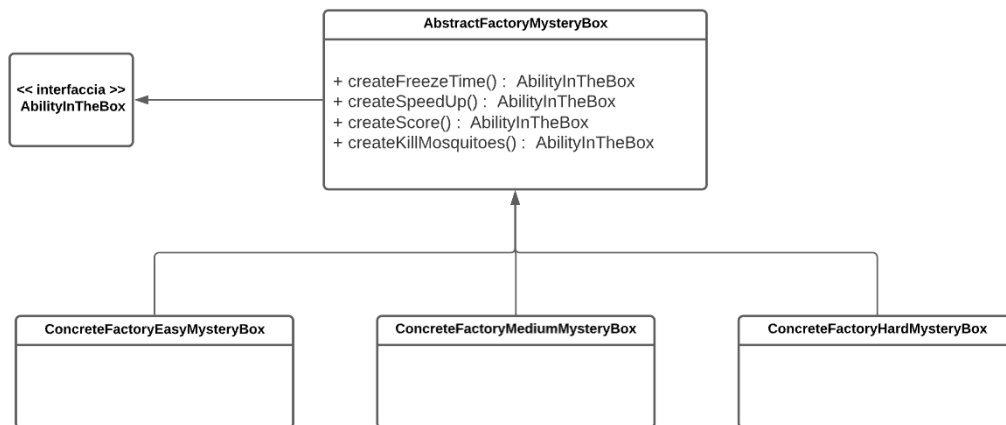 AbstractFactoryMysteryBox
<< interfaccia >>
AbilityInTheBox
+ createFreezeTime() : AbilityInTheBox
+ createSpeedUp() : AbilityInTheBox
+ createScore() : AbilityInTheBox
+ createKillMosquitoes() : AbilityInTheBox
ConcreteFactoryEasyMysteryBox
ConcreteFactoryMediumMysteryBox
ConcreteFactoryHardMysteryBox